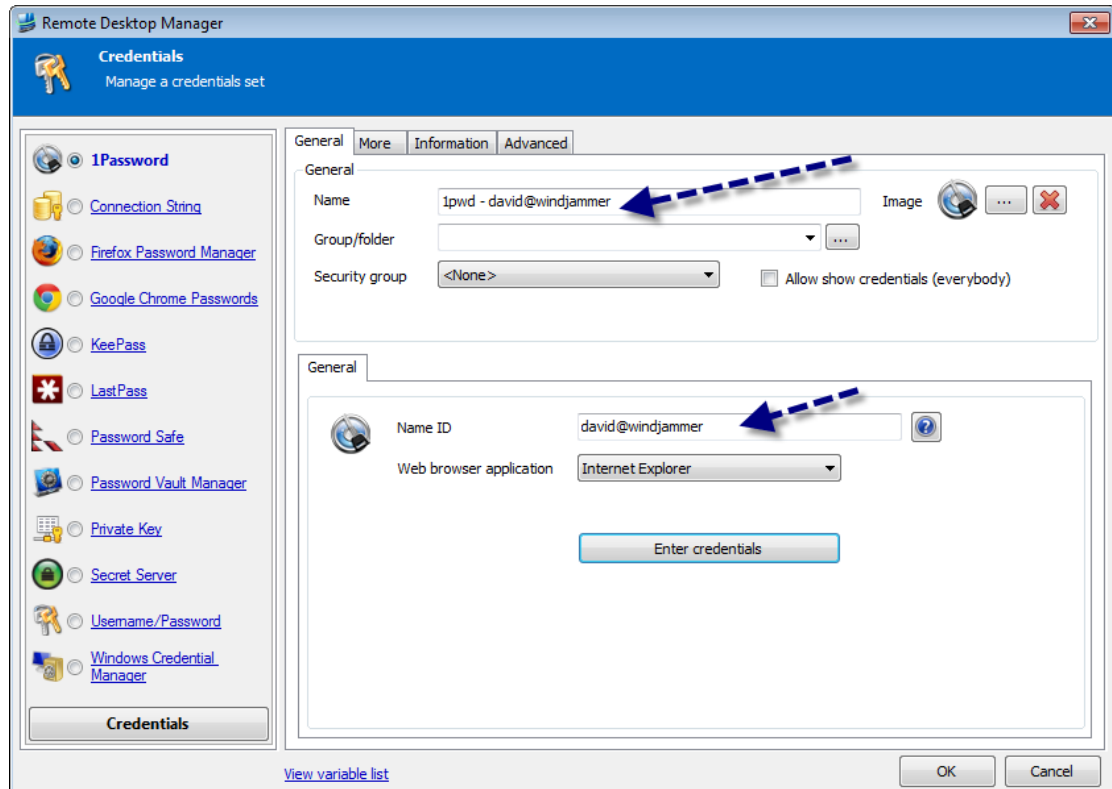 Remote Desktop Manager
Credentials
Manage a credentials set
1Password
Connection String
Firefox Password Manager
Google Chrome Passwords
KeePass
LastPass
Password Safe
Password Vault Manager
Private Key
Secret Server
Username/Password
Windows Credential
Manager
Credentials
General More Information Advanced
General
Name 1pwd - david@windjammer Image ...
Group/folder ...
Security group <None> Allow show credentials (everybody)
General
Name ID david@windjammer ?
Web browser application Internet Explorer
Enter credentials
View variable list
OK Cancel